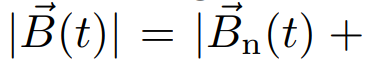 |B⃗(t)| = |B⃗ₙ(t) +